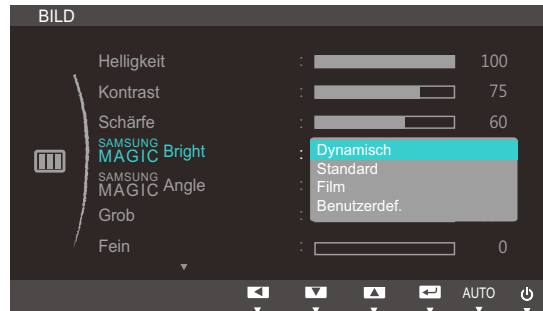 BILD
Helligkeit : 100
Kontrast : 75
Schärfe : 60
SAMSUNG MAGIC Bright : Dynamisch
Standard
SAMSUNG MAGIC Angle : Film
Benutzerdef.
Grob :
Fein : 0
AUTO